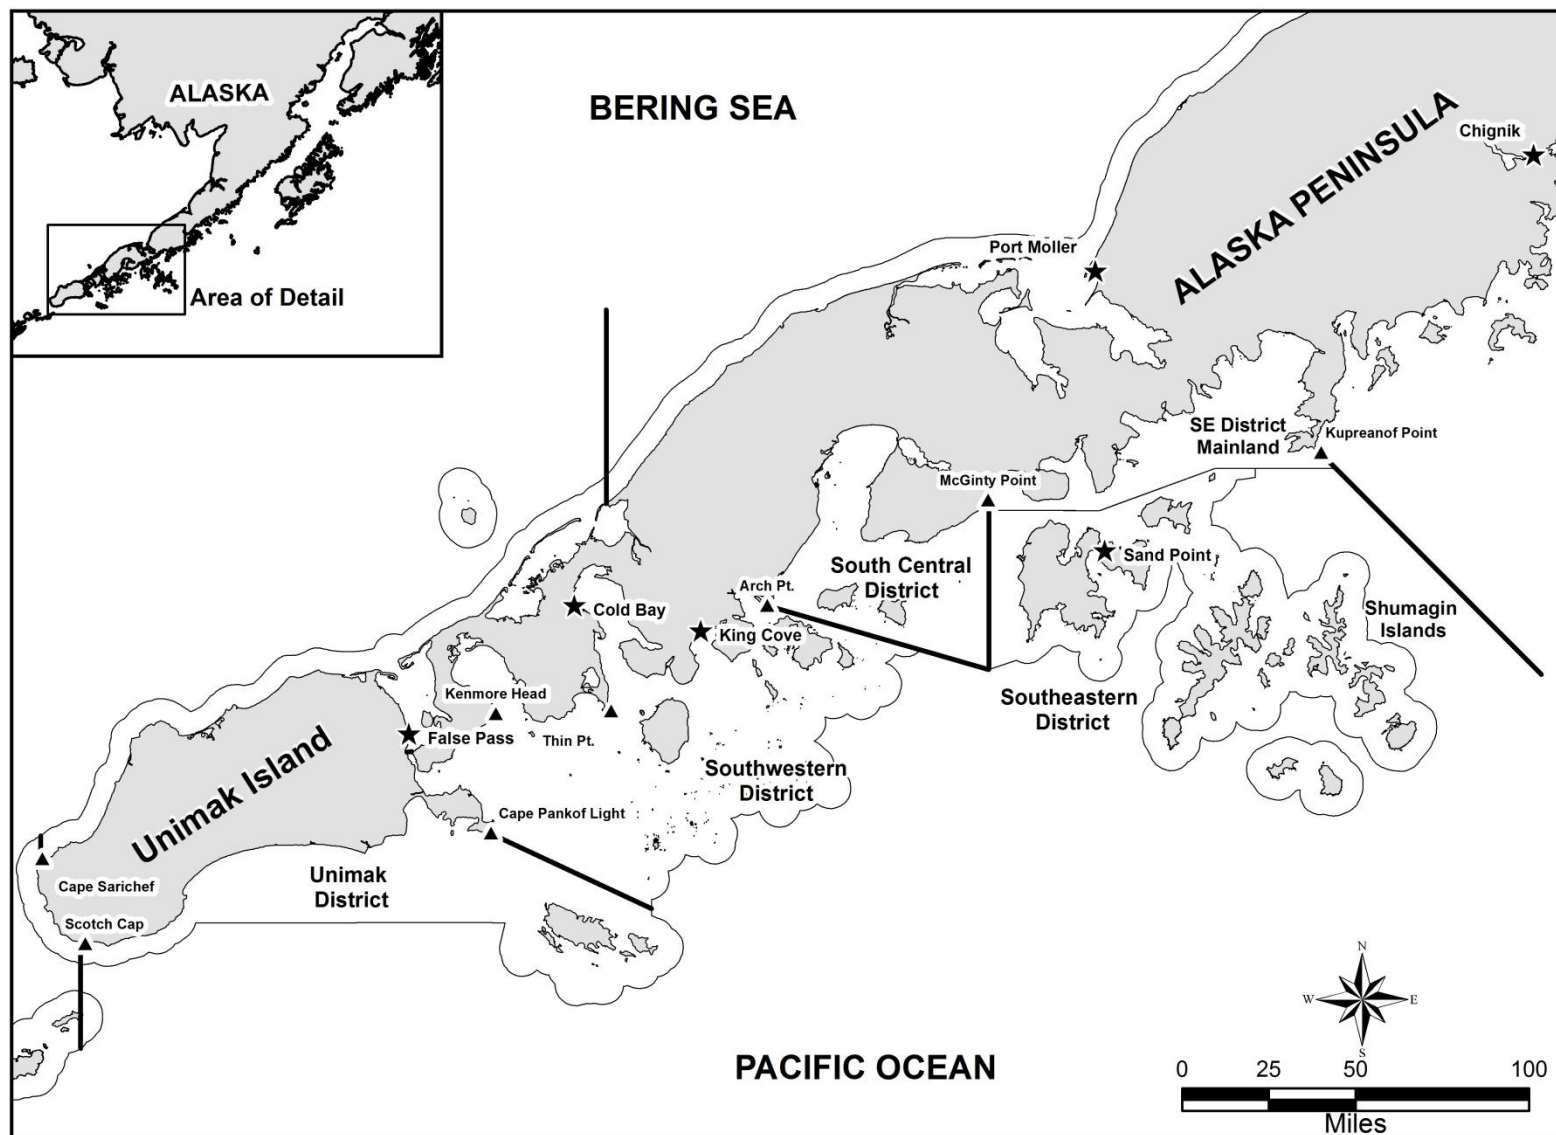 ALASKA
Area of Detail
BERING SEA
ALASKA PENINSULA
Chignik
Port Moller
SE District
Mainland
Kupreanof Point
McGinty Point
Sand Point
South Central
District
Arch Pt.
Cold Bay
King Cove
Shumagin
Islands
Southeastern
District
Kenmore Head
False Pass
Thin Pt.
Southwestern
District
Unimak Island
Cape Pankof Light
Unimak
District
Cape Sarichef
Scotch Cap
PACIFIC OCEAN
N
W
E
S
0 25 50 100
Miles